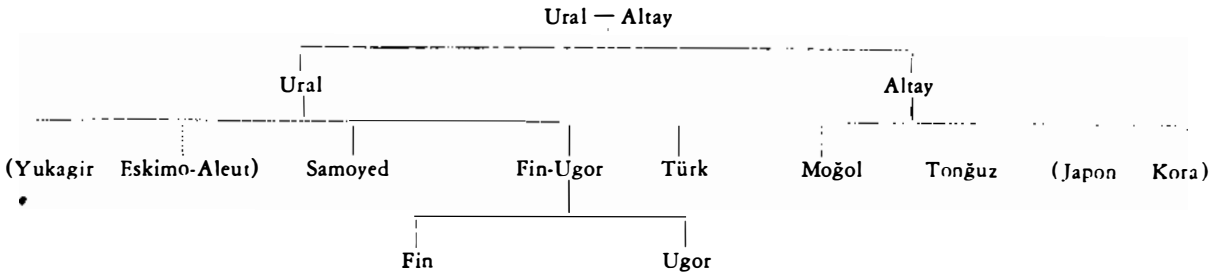 Ural — Altay
Ural Altay
(Yukagir Eskimo-Aleut) Samoyed Fin-Ugor Türk Moğol Tonğuz (Japon Kora)
Fin Ugor